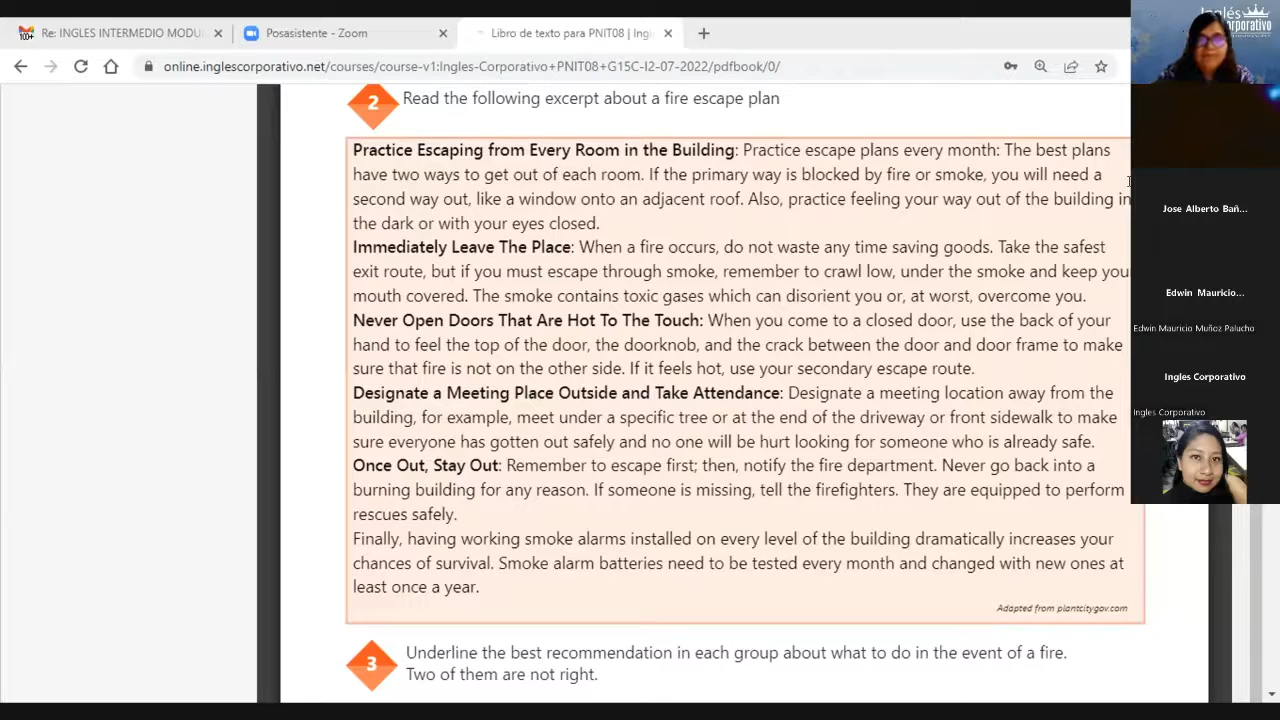 Re: INGLES INTERMEDIO MODU
Posasistente - Zoom
Libro de texto para PNIT08 | Ingl
online.inglescorporativo.net/courses/course-v1:Ingles-Corporativo+PNIT08+G15C-I2-07-2022/pdfbook/0/
Inglés
2 Read the following excerpt about a fire escape plan
Practice Escaping from Every Room in the Building: Practice escape plans every month: The best plans
have two ways to get out of each room. If the primary way is blocked by fire or smoke, you will need a
second way out, like a window onto an adjacent roof. Also, practice feeling your way out of the building in
the dark or with your eyes closed.
Immediately Leave The Place: When a fire occurs, do not waste any time saving goods. Take the safest
exit route, but if you must escape through smoke, remember to crawl low, under the smoke and keep you
mouth covered. The smoke contains toxic gases which can disorient you or, at worst, overcome you.
Never Open Doors That Are Hot To The Touch: When you come to a closed door, use the back of your
hand to feel the top of the door, the doorknob, and the crack between the door and door frame to make
sure that fire is not on the other side. If it feels hot, use your secondary escape route.
Designate a Meeting Place Outside and Take Attendance: Designate a meeting location away from the
building, for example, meet under a specific tree or at the end of the driveway or front sidewalk to make
sure everyone has gotten out safely and no one will be hurt looking for someone who is already safe.
Once Out, Stay Out: Remember to escape first; then, notify the fire department. Never go back into a
burning building for any reason. If someone is missing, tell the firefighters. They are equipped to perform
rescues safely.
Finally, having working smoke alarms installed on every level of the building dramatically increases your
chances of survival. Smoke alarm batteries need to be tested every month and changed with new ones at
least once a year.
Adapted from plantcitygov.com
3 Underline the best recommendation in each group about what to do in the event of a fire.
Two of them are not right.
Jose Alberto Bañ...
Edwin Mauricio...
Edwin Mauricio Muñoz Palucho
Ingles Corporativo
Ingles Corporativo